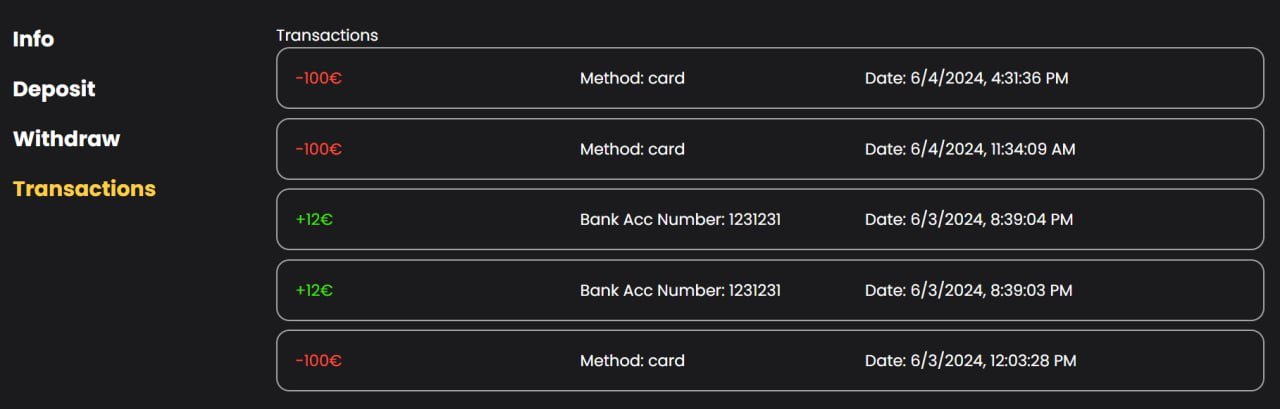 Info
Deposit
Withdraw
Transactions
Transactions
-100€ Method: card Date: 6/4/2024, 4:31:36 PM
-100€ Method: card Date: 6/4/2024, 11:34:09 AM
+12€ Bank Acc Number: 1231231 Date: 6/3/2024, 8:39:04 PM
+12€ Bank Acc Number: 1231231 Date: 6/3/2024, 8:39:03 PM
-100€ Method: card Date: 6/3/2024, 12:03:28 PM